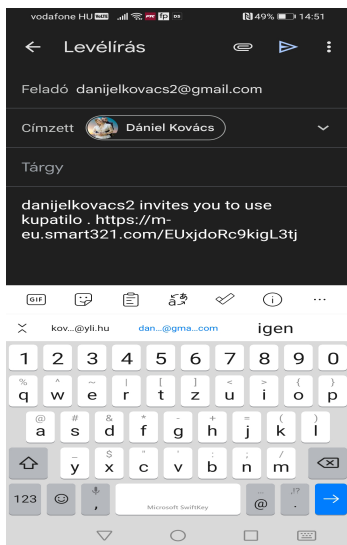 vodafone HU 49% 14:51
Levélírás
Feladó danijelkovacs2@gmail.com
Címzett Dániel Kovács
Tárgy
danijelkovacs2 invites you to use
kupatilo . https://m-
eu.smart321.com/EUxjdoRc9kigL3tj
GIF
kov...@yli.hu dan...@gma...com igen
1 2 3 4 5 6 7 8 9 0
% ^ ~ | [ ] < > { }
q w e r t z u i o p
@ # & * - + = ( )
a s d f g h j k l
_ $ " ' : ; /
y x c v b n m
123 , Microsoft SwiftKey @ . ,!?